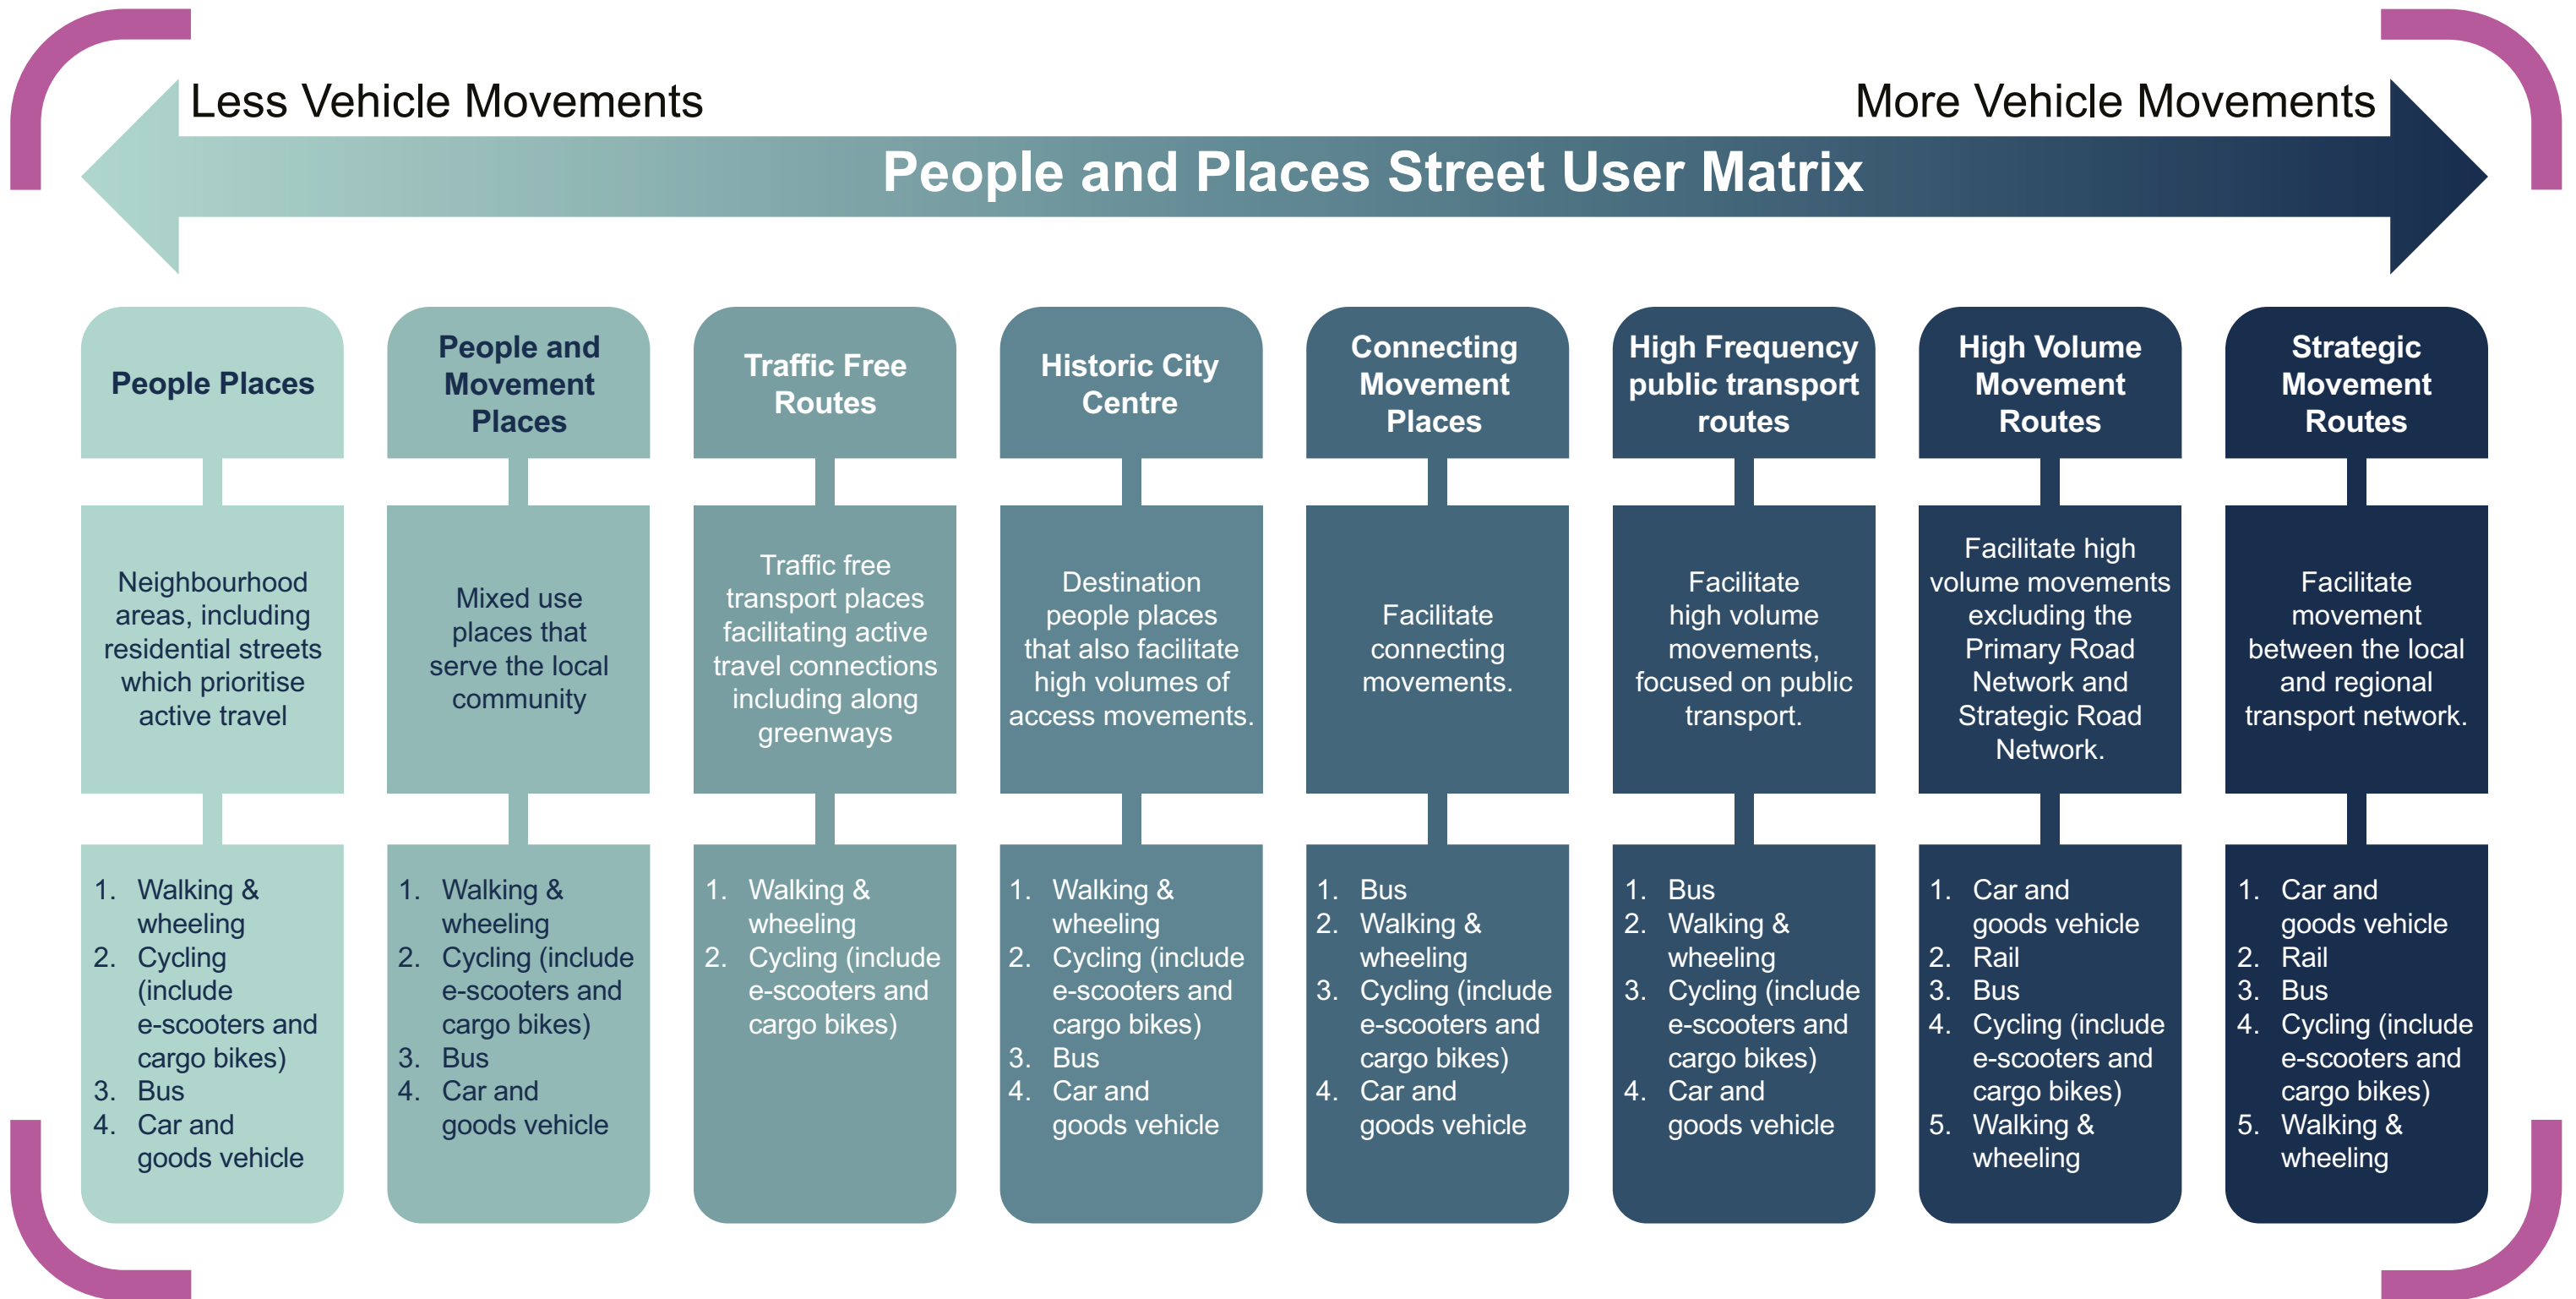 Less Vehicle Movements
More Vehicle Movements
People and Places Street User Matrix
People Places
Neighbourhood
areas, including
residential streets
which prioritise
active travel
1. Walking &
wheeling
2. Cycling
(include
e-scooters and
cargo bikes)
3. Bus
4. Car and
goods vehicle
People and
Movement
Places
Mixed use
places that
serve the local
community
1. Walking &
wheeling
2. Cycling (include
e-scooters and
cargo bikes)
3. Bus
4. Car and
goods vehicle
Traffic Free
Routes
Traffic free
transport places
facilitating active
travel connections
including along
greenways
1. Walking &
wheeling
2. Cycling (include
e-scooters and
cargo bikes)
Historic City
Centre
Destination
people places
that also facilitate
high volumes of
access movements.
1. Walking &
wheeling
2. Cycling (include
e-scooters and
cargo bikes)
3. Bus
4. Car and
goods vehicle
Connecting
Movement
Places
Facilitate
connecting
movements.
1. Bus
2. Walking &
wheeling
3. Cycling (include
e-scooters and
cargo bikes)
4. Car and
goods vehicle
High Frequency
public transport
routes
Facilitate
high volume
movements,
focused on public
transport.
1. Bus
2. Walking &
wheeling
3. Cycling (include
e-scooters and
cargo bikes)
4. Car and
goods vehicle
High Volume
Movement
Routes
Facilitate high
volume movements
excluding the
Primary Road
Network and
Strategic Road
Network.
1. Car and
goods vehicle
2. Rail
3. Bus
4. Cycling (include
e-scooters and
cargo bikes)
5. Walking &
wheeling
Strategic
Movement
Routes
Facilitate
movement
between the local
and regional
transport network.
1. Car and
goods vehicle
2. Rail
3. Bus
4. Cycling (include
e-scooters and
cargo bikes)
5. Walking &
wheeling